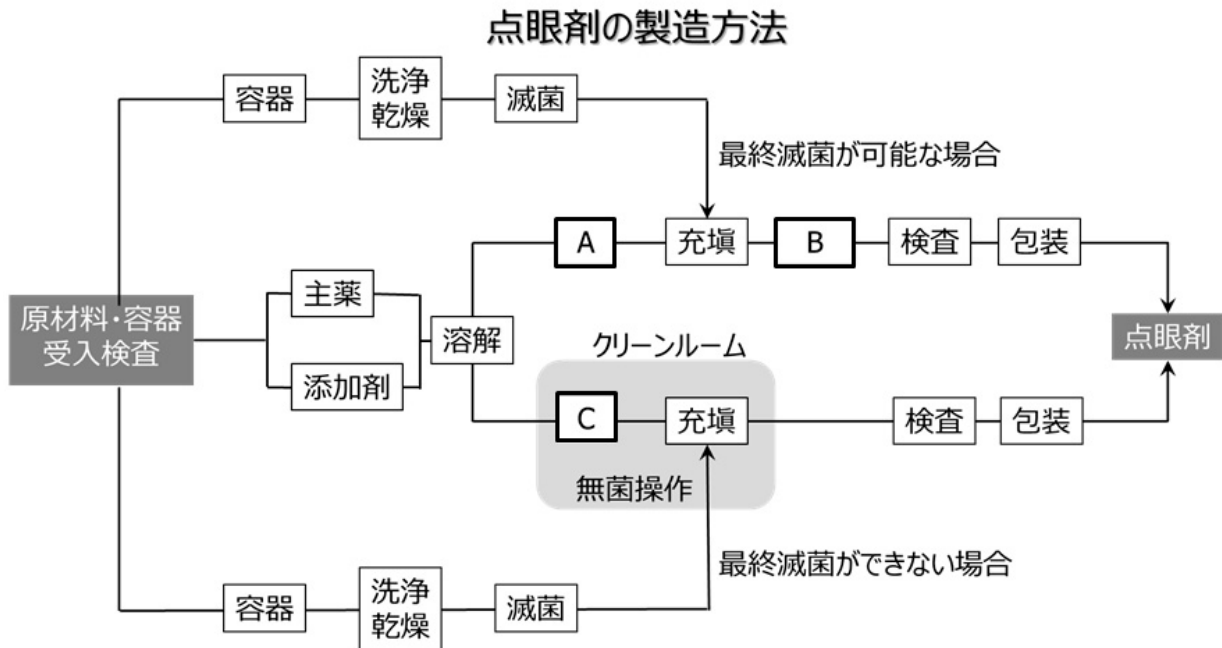 点眼剤の製造方法
容器
洗浄
乾燥
滅菌
最終滅菌が可能な場合
A
充塡
B
検査
包装
原材料・容器
受入検査
主薬
添加剤
溶解
点眼剤
クリーンルーム
C
充塡
無菌操作
検査
包装
最終滅菌ができない場合
容器
洗浄
乾燥
滅菌